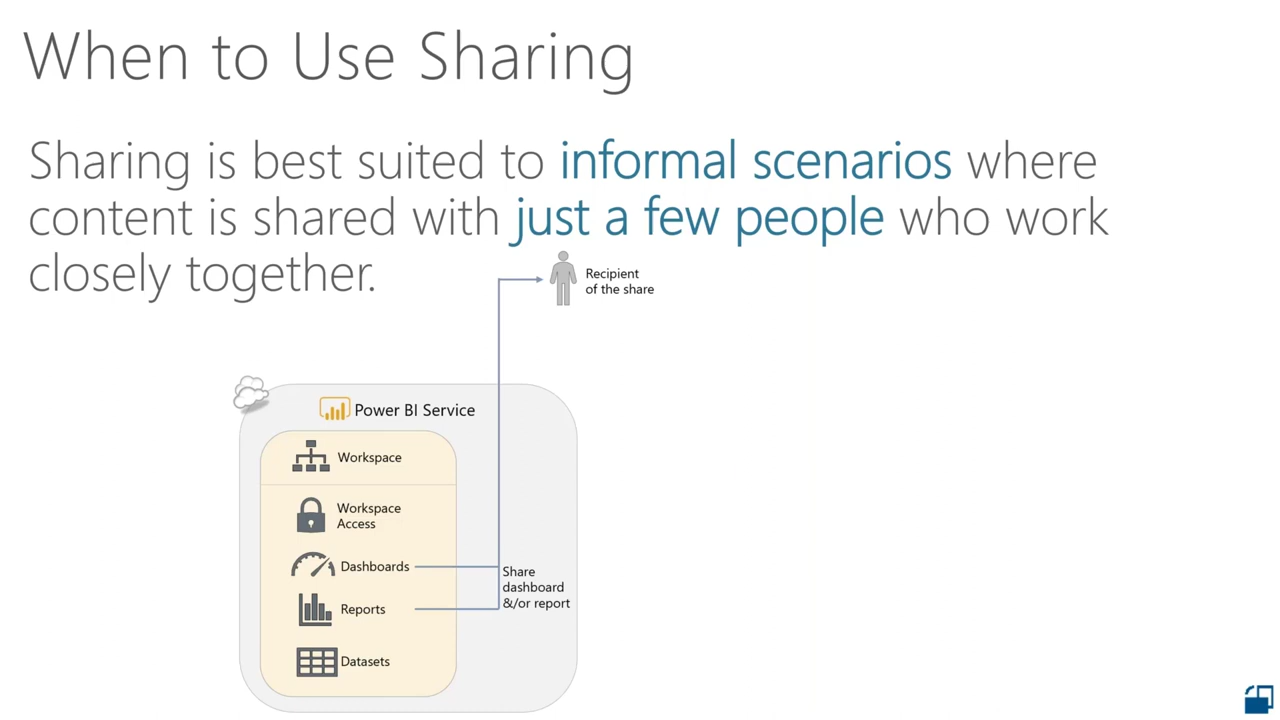 When to Use Sharing
Sharing is best suited to informal scenarios where
content is shared with just a few people who work
closely together.
Recipient
of the share
Power BI Service
Workspace
Workspace
Access
Dashboards
Share
dashboard
&/or report
Reports
Datasets